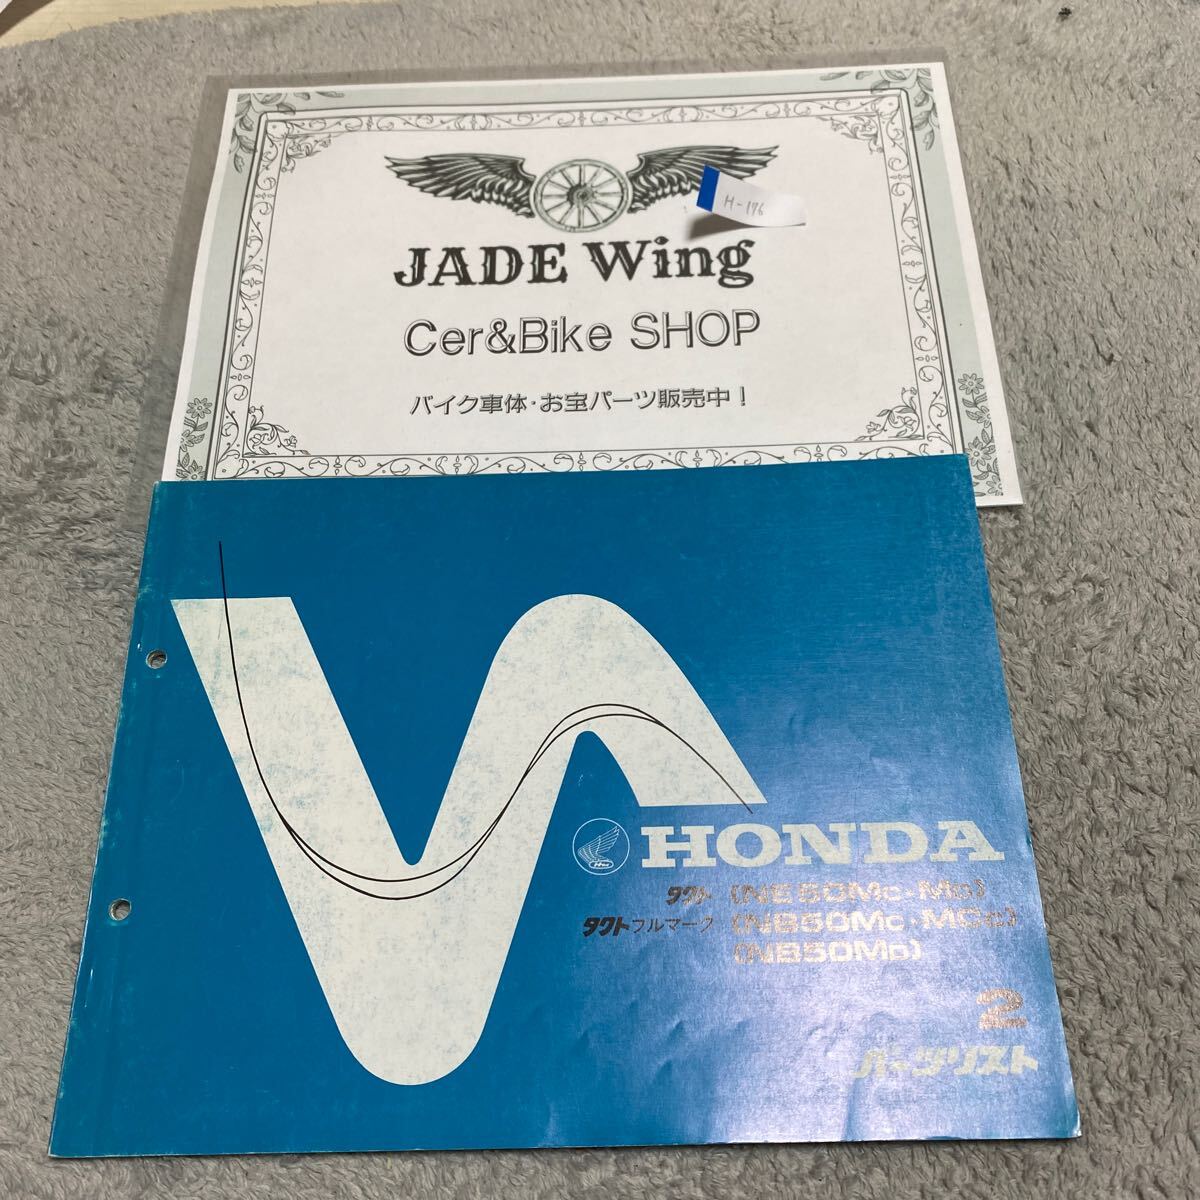 H-176
JADE Wing
Cer&Bike SHOP
バイク車体・お宝パーツ販売中！
HONDA
タクト (NE50MC・MD)
タクトフルマーク (NB50MC・MCC)
(NB50MD)
2
パーツリスト